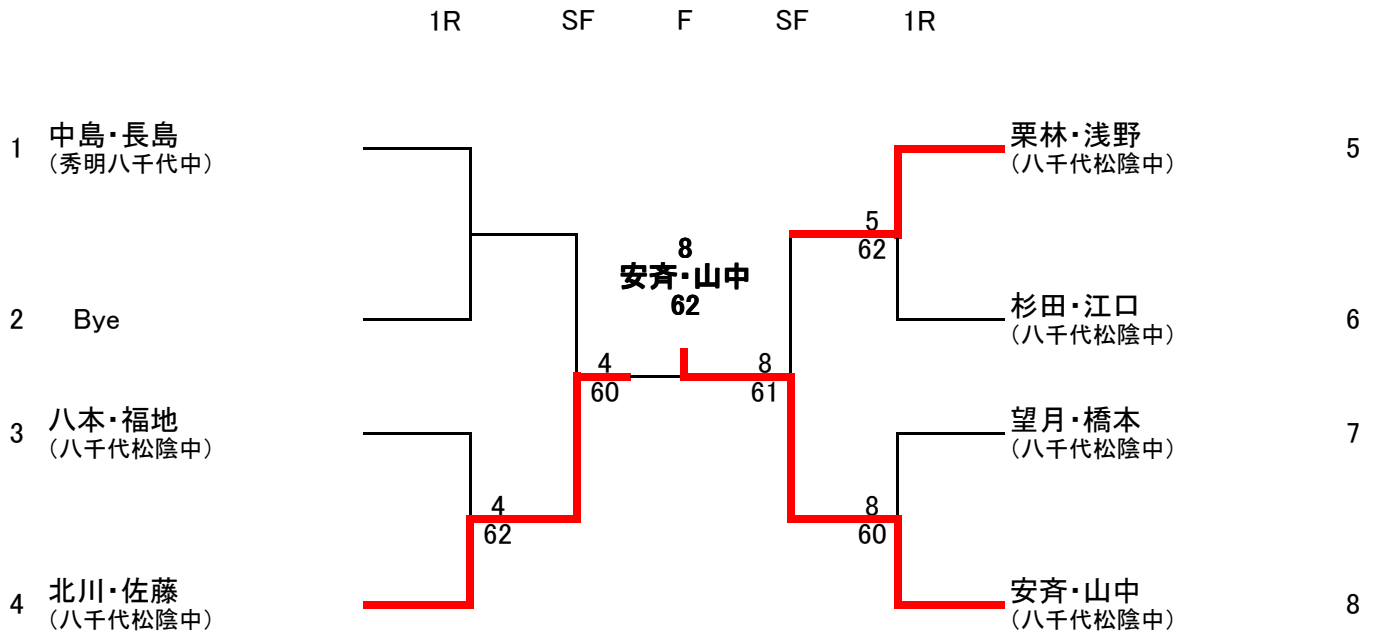 1R SF F SF 1R
1 中島・長島
(秀明八千代中)
2 Bye
3 八本・福地
(八千代松陰中)
4 北川・佐藤
(八千代松陰中)
4
62
4
60
8
安斉・山中
62
8
61
5
62
8
60
栗林・浅野 5
(八千代松陰中)
杉田・江口 6
(八千代松陰中)
望月・橋本 7
(八千代松陰中)
安斉・山中 8
(八千代松陰中)